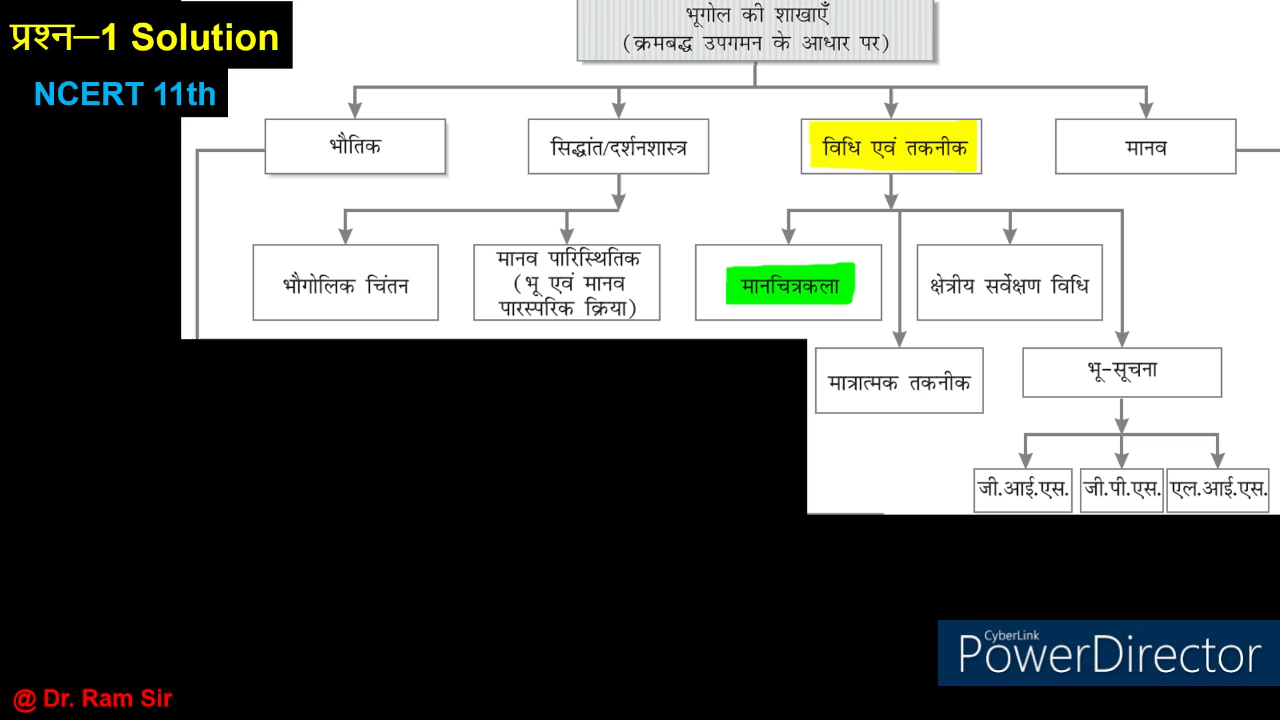 प्रश्न–1 Solution
NCERT 11th
भूगोल की शाखाएँ
(क्रमबद्ध उपगमन के आधार पर)
भौतिक
सिद्धांत/दर्शनशास्त्र
विधि एवं तकनीक
मानव
भौगोलिक चिंतन
मानव पारिस्थितिक
(भू एवं मानव
पारस्परिक क्रिया)
मानचित्रकला
क्षेत्रीय सर्वेक्षण विधि
मात्रात्मक तकनीक
भू-सूचना
जी.आई.एस.
जी.पी.एस.
एल.आई.एस.
CyberLink
PowerDirector
@ Dr. Ram Sir